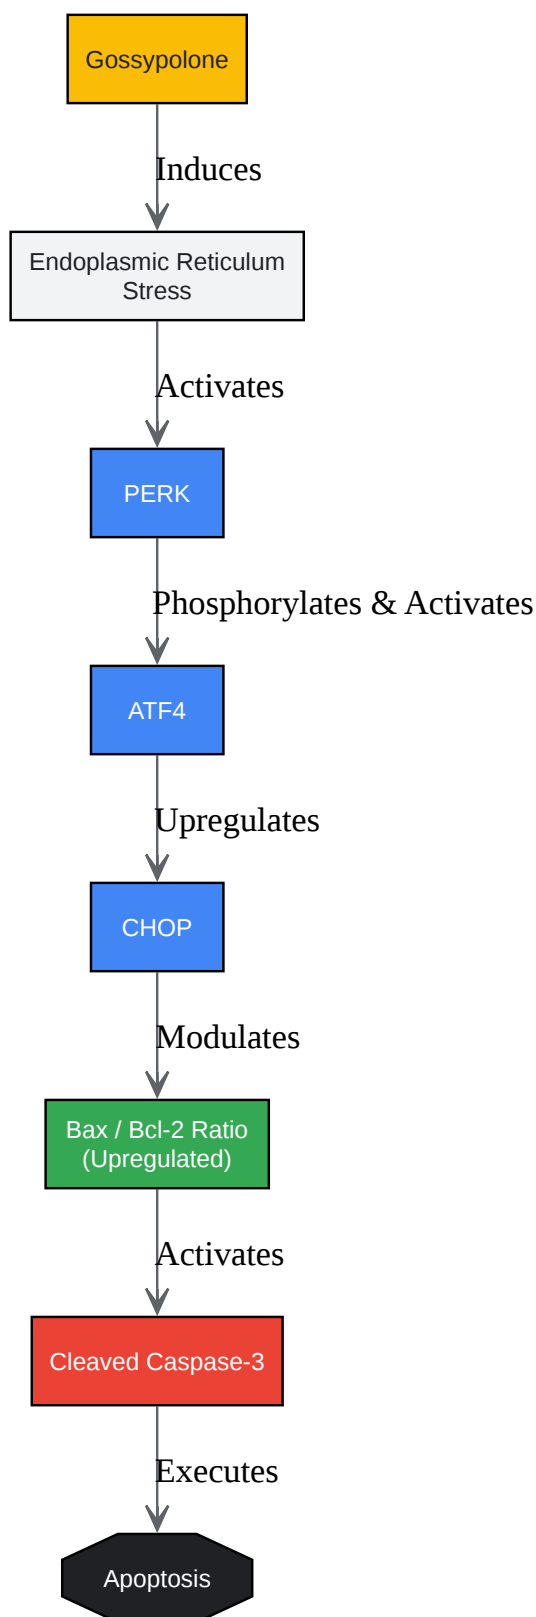 Gossypolone
Induces
Endoplasmic Reticulum
Stress
Activates
PERK
Phosphorylates & Activates
ATF4
Upregulates
CHOP
Modulates
Bax / Bcl-2 Ratio
(Upregulated)
Activates
Cleaved Caspase-3
Executes
Apoptosis